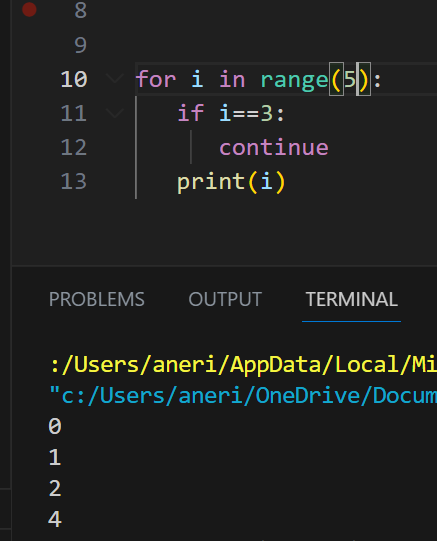 8
9
10 for i in range(5):
11 if i==3:
12 continue
13 print(i)
PROBLEMS OUTPUT TERMINAL
:/Users/aneri/AppData/Local/Mi
"c:/Users/aneri/OneDrive/Docum
0
1
2
4